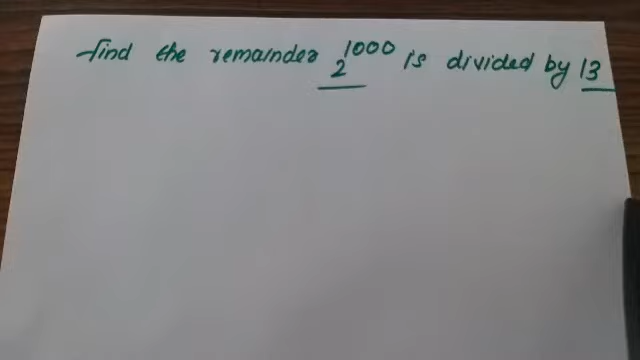 find the remainder 2^1000 is divided by 13